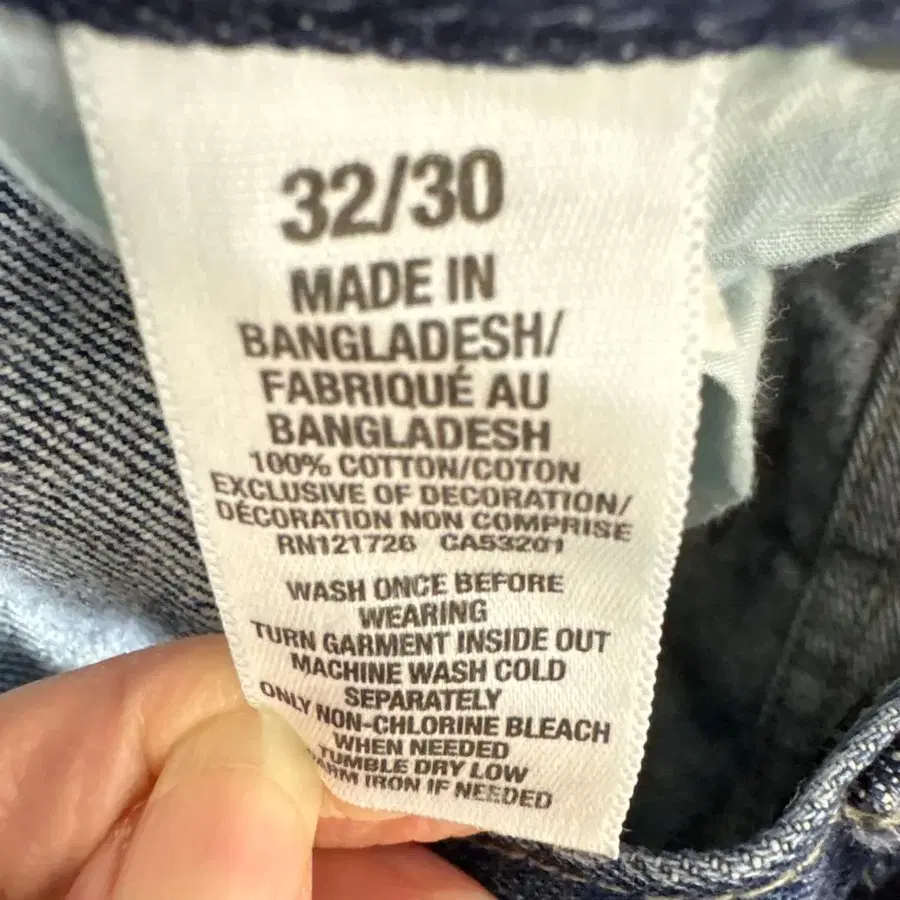 32/30
MADE IN
BANGLADESH/
FABRIQUÉ AU
BANGLADESH
100% COTTON/COTON
EXCLUSIVE OF DECORATION/
DÉCORATION NON COMPRISE
RN121726 CA53201
WASH ONCE BEFORE
WEARING
TURN GARMENT INSIDE OUT
MACHINE WASH COLD
SEPARATELY
ONLY NON-CHLORINE BLEACH
WHEN NEEDED
TUMBLE DRY LOW
IRON IF NEEDED